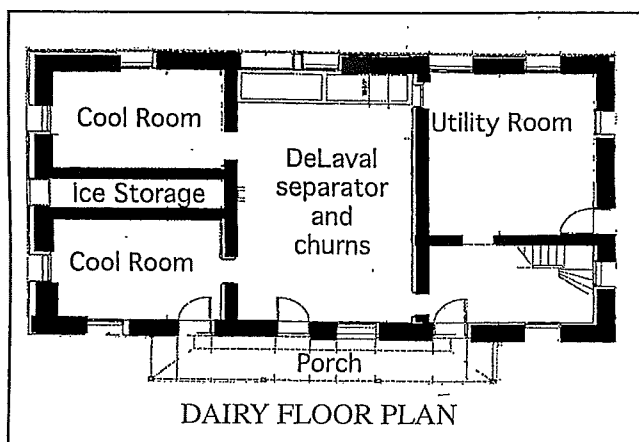 Cool Room
Utility Room
DeLaval
separator
and
churns
Ice Storage
Cool Room
Porch
DAIRY FLOOR PLAN